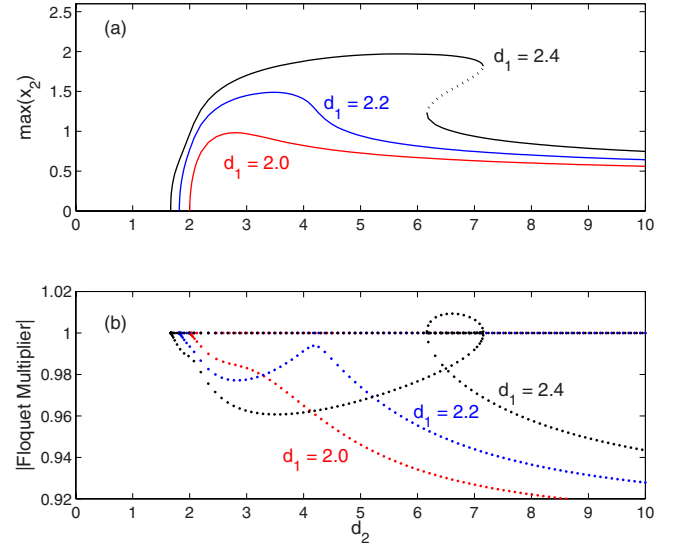 (a)
2.5
2
1.5
1
0.5
0
max(x2)
d1 = 2.4
d1 = 2.2
d1 = 2.0
0 1 2 3 4 5 6 7 8 9 10
(b)
1.02
1
0.98
0.96
0.94
0.92
|Floquet Multiplier|
d1 = 2.4
d1 = 2.2
d1 = 2.0
0 1 2 3 4 5 6 7 8 9 10
d2